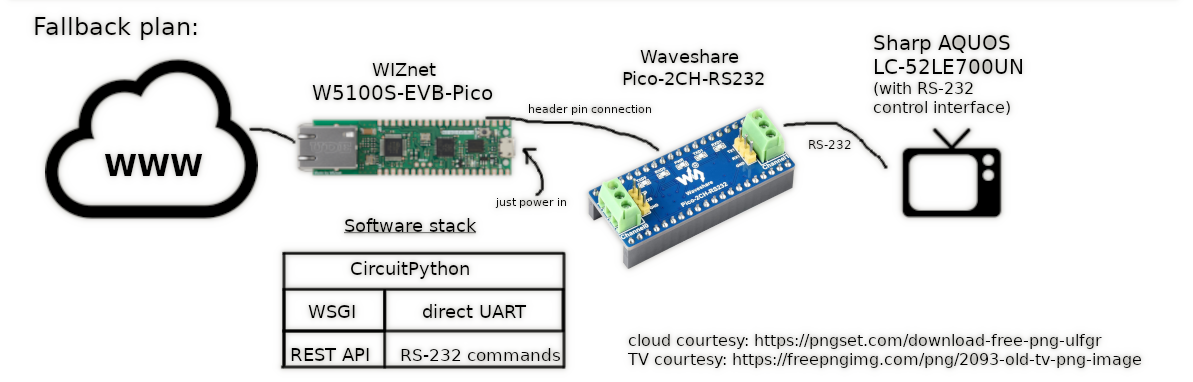 Fallback plan:
WWW
WIZnet
W5100S-EVB-Pico
header pin connection
just power in
Waveshare
Pico-2CH-RS232
Waveshare
Pico-2CH-RS232
Channel
RS-232
Sharp AQUOS
LC-52LE700UN
(with RS-232
control interface)
Software stack
CircuitPython
WSGI
direct UART
REST API
RS-232 commands
cloud courtesy: https://pngset.com/download-free-png-ulfgr
TV courtesy: https://freepngimg.com/png/2093-old-tv-png-image